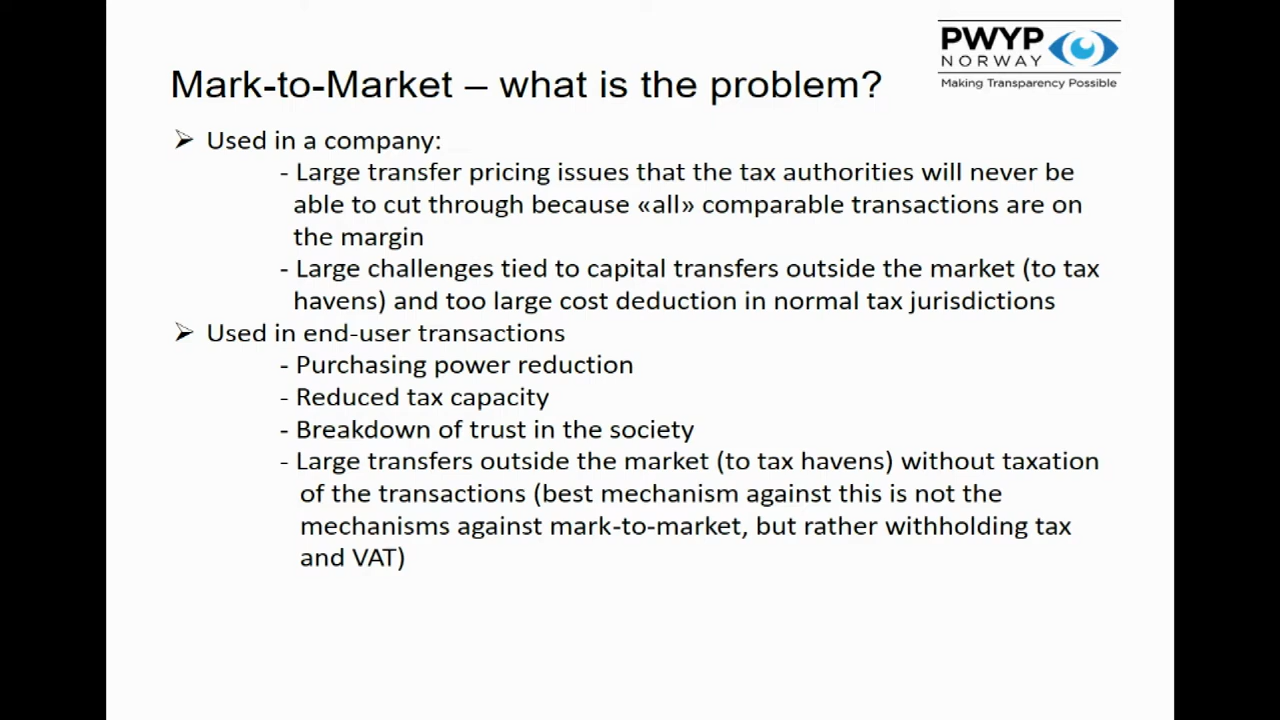 PWYP
NORWAY
Making Transparency Possible
Mark-to-Market – what is the problem?
➢ Used in a company:
- Large transfer pricing issues that the tax authorities will never be
able to cut through because «all» comparable transactions are on
the margin
- Large challenges tied to capital transfers outside the market (to tax
havens) and too large cost deduction in normal tax jurisdictions
➢ Used in end-user transactions
- Purchasing power reduction
- Reduced tax capacity
- Breakdown of trust in the society
- Large transfers outside the market (to tax havens) without taxation
of the transactions (best mechanism against this is not the
mechanisms against mark-to-market, but rather withholding tax
and VAT)